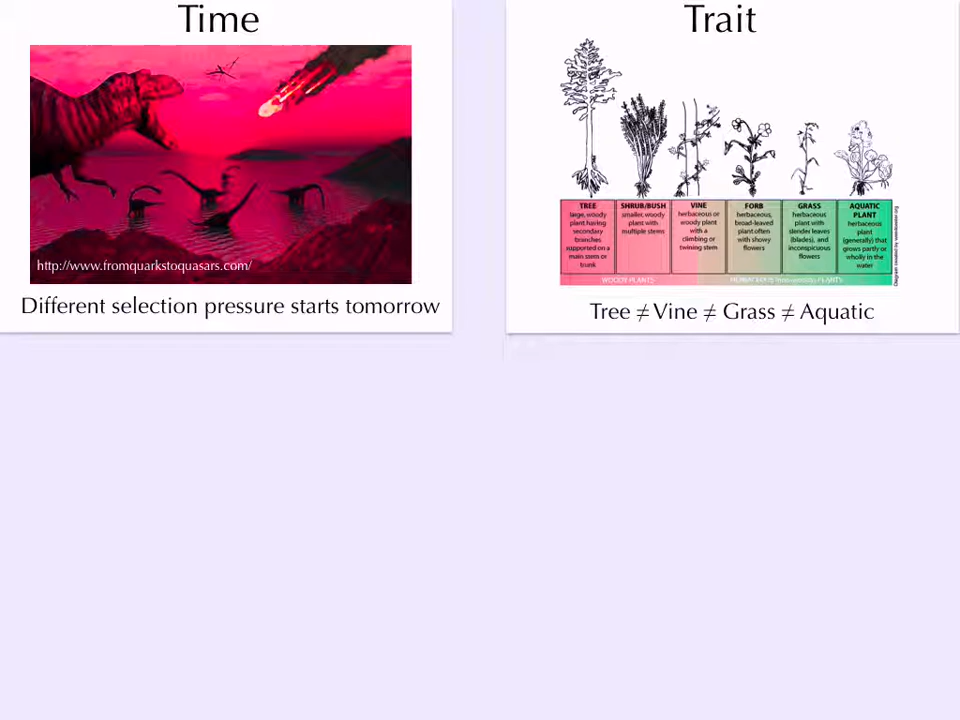 Time
http://www.fromquarkstoquasars.com/
Different selection pressure starts tomorrow
Trait
TREE
large, woody
plant having
secondary
branches
supported on a
main stem or
trunk
SHRUB/BUSH
smaller, woody
plant with
multiple stems
VINE
herbaceous or
woody plant
with a
climbing or
twining stem
FORB
herbaceous,
broad-leaved
plant often
with showy
flowers
GRASS
herbaceous
plant with
slender leaves
(blades), and
inconspicuous
flowers
AQUATIC
PLANT
herbaceous
plant
(generally) that
grows partly or
wholly in the
water
WOODY PLANTS
HERBACEOUS (non-woody) PLANTS
Tree ≠ Vine ≠ Grass ≠ Aquatic